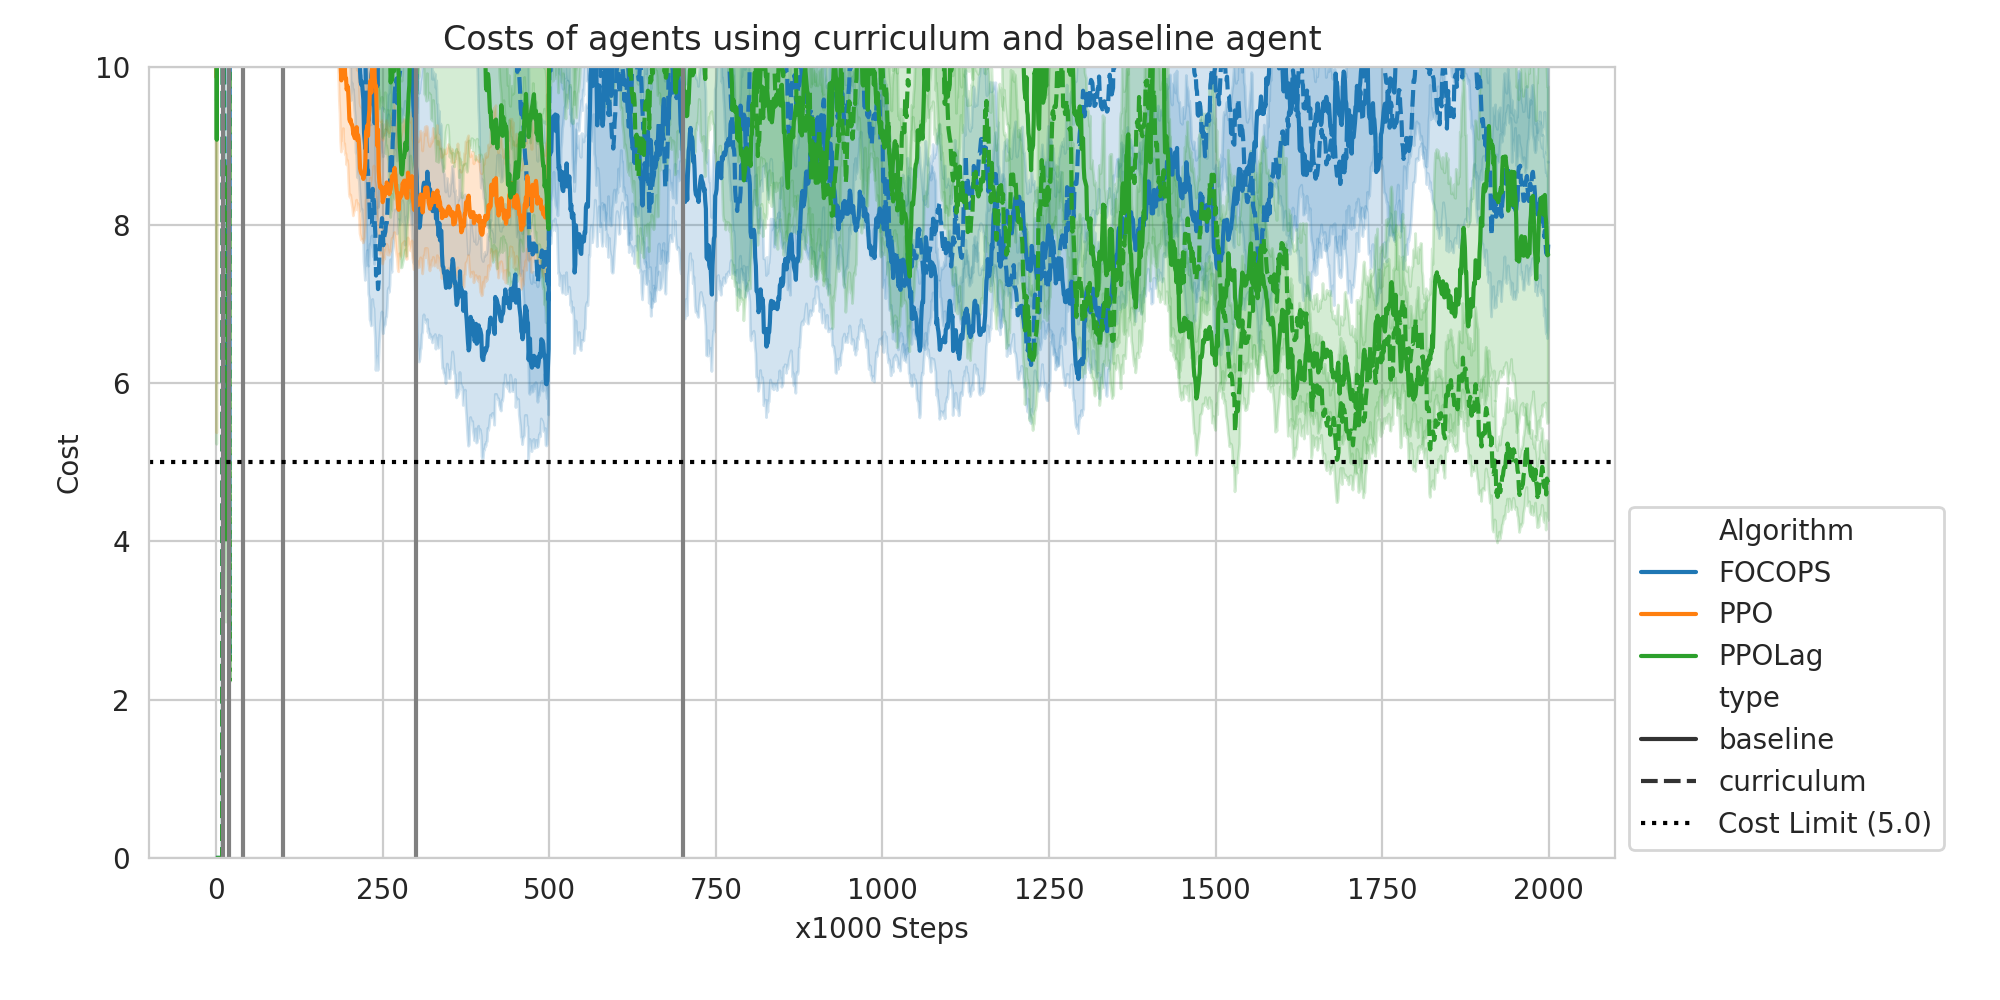 Costs of agents using curriculum and baseline agent
10
8
6
4
2
0
Cost
0 250 500 750 1000 1250 1500 1750 2000
x1000 Steps
Algorithm
FOCOPS
PPO
PPOLag
type
baseline
curriculum
Cost Limit (5.0)